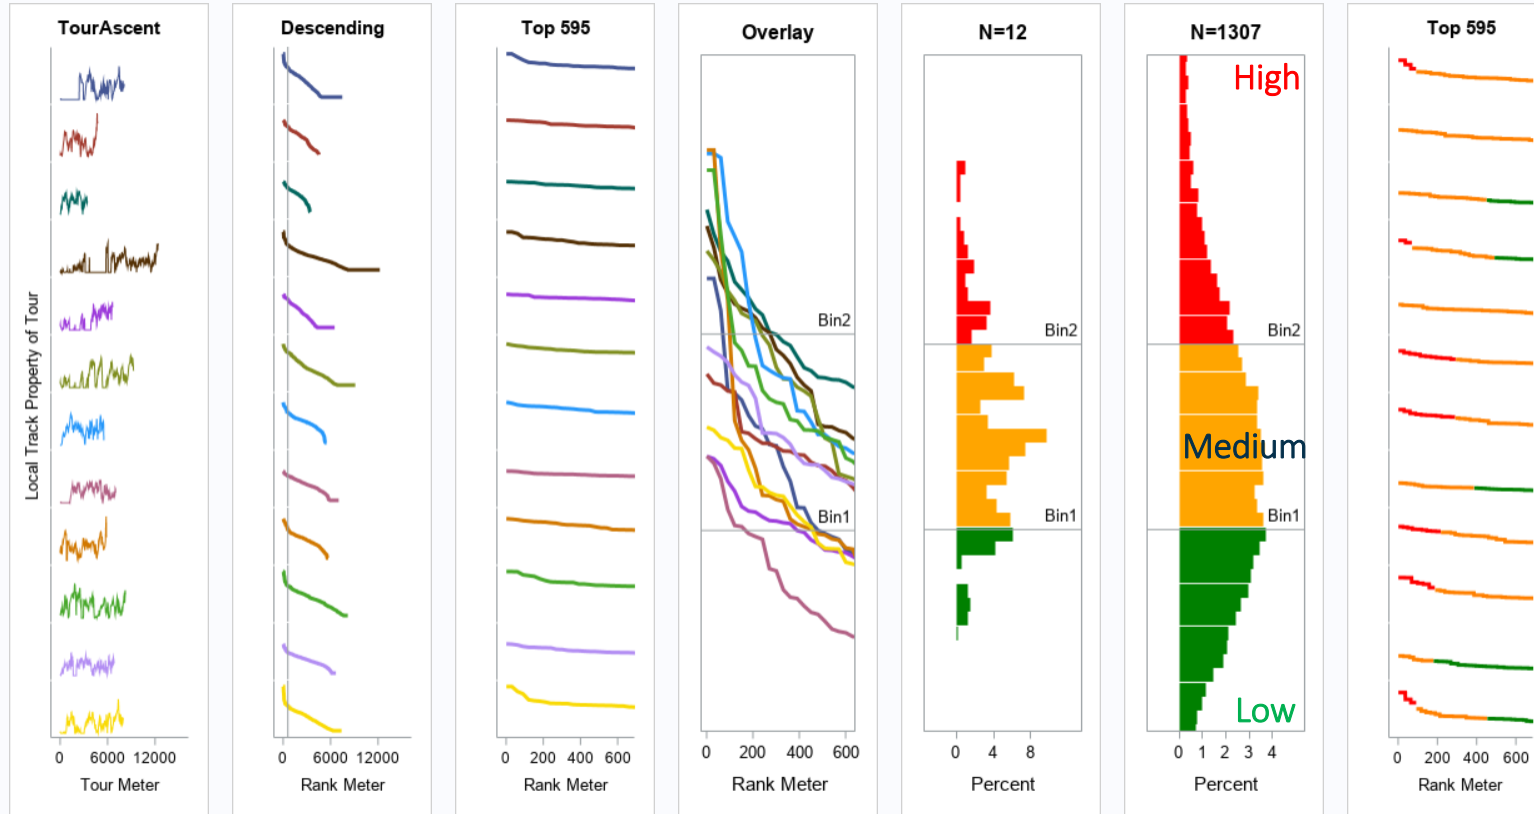 TourAscent
Descending
Top 595
Overlay
N=12
N=1307
Top 595
High
Bin2
Bin2
Bin2
Medium
Bin1
Bin1
Bin1
Low
Local Track Property of Tour
0 6000 12000
0 6000 12000
0 200 400 600
0 200 400 600
0 4 8
0 1 2 3 4
0 200 400 600
Tour Meter
Rank Meter
Rank Meter
Rank Meter
Percent
Percent
Rank Meter